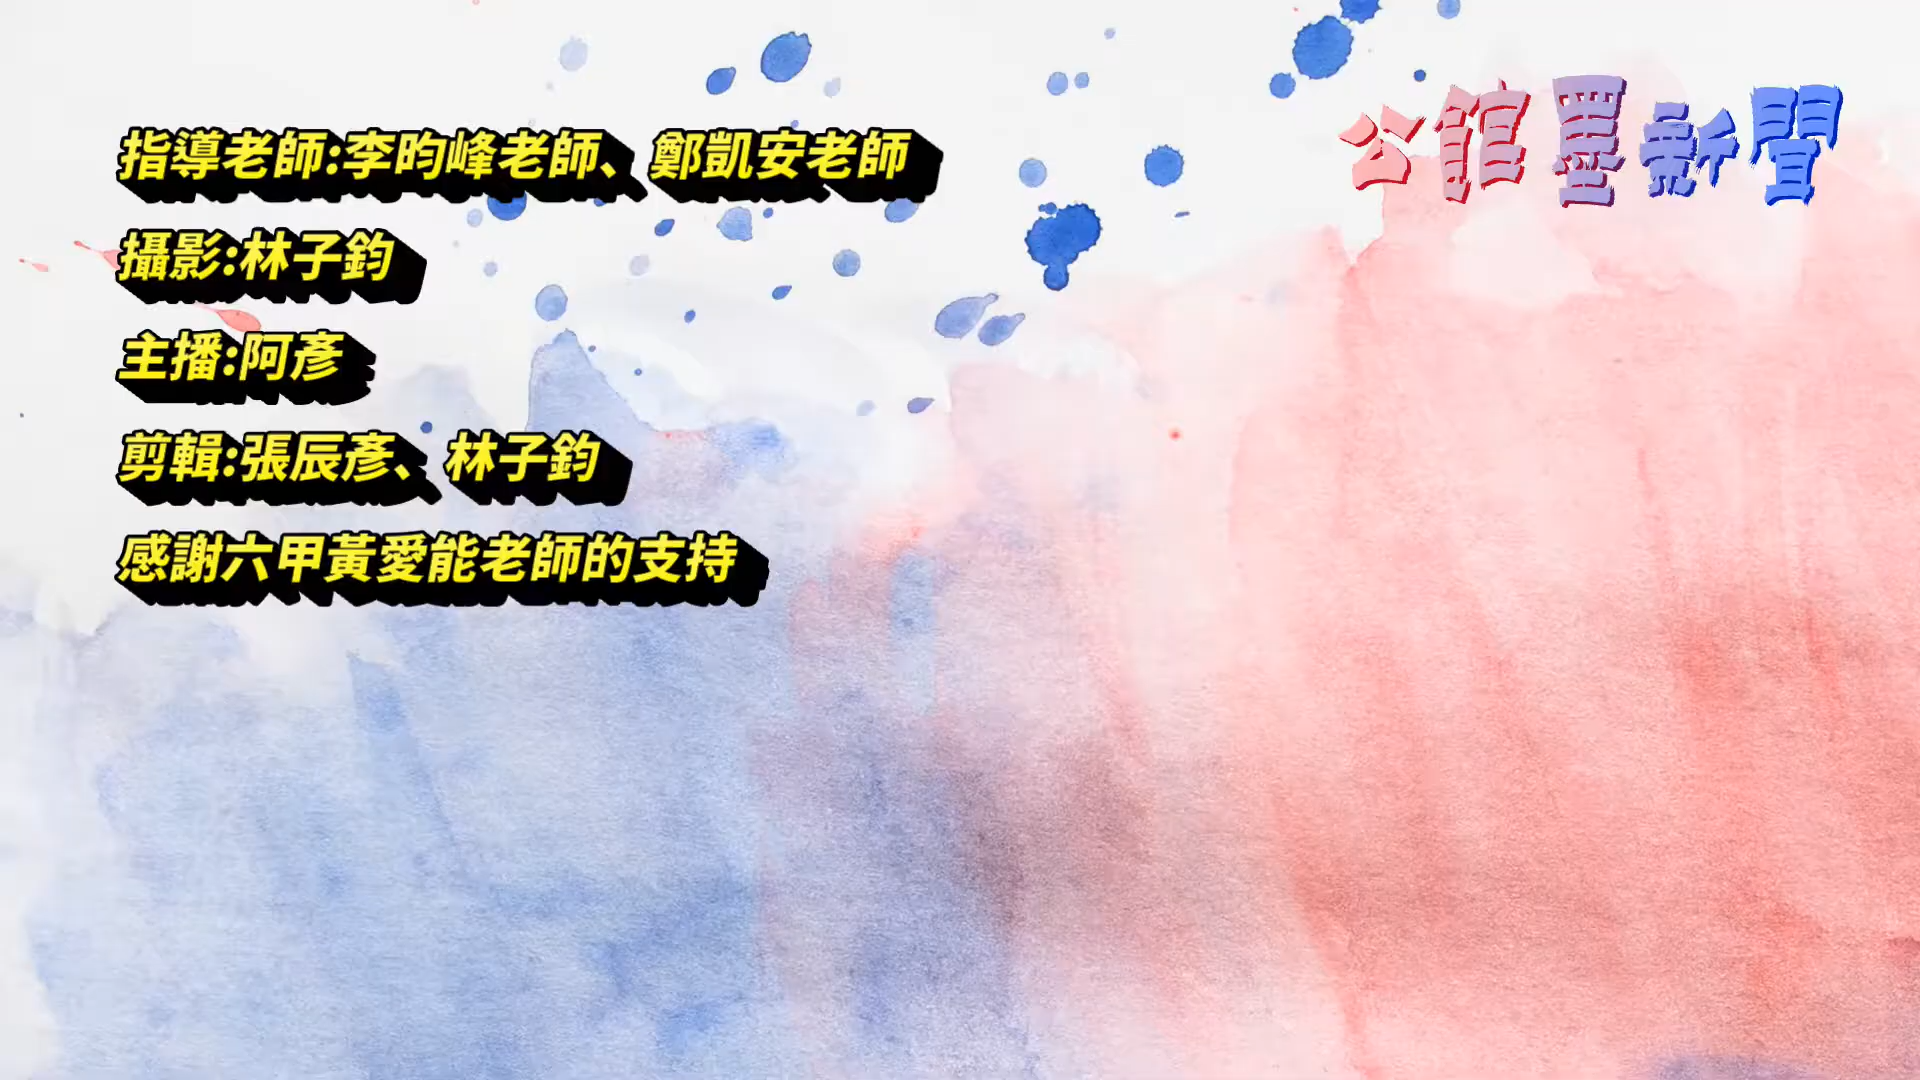 公館墨新聞
指導老師:李昀峰老師、鄭凱安老師
攝影:林子鈞
主播:阿彥
剪輯:張辰彥、林子鈞
感謝六甲黃愛能老師的支持